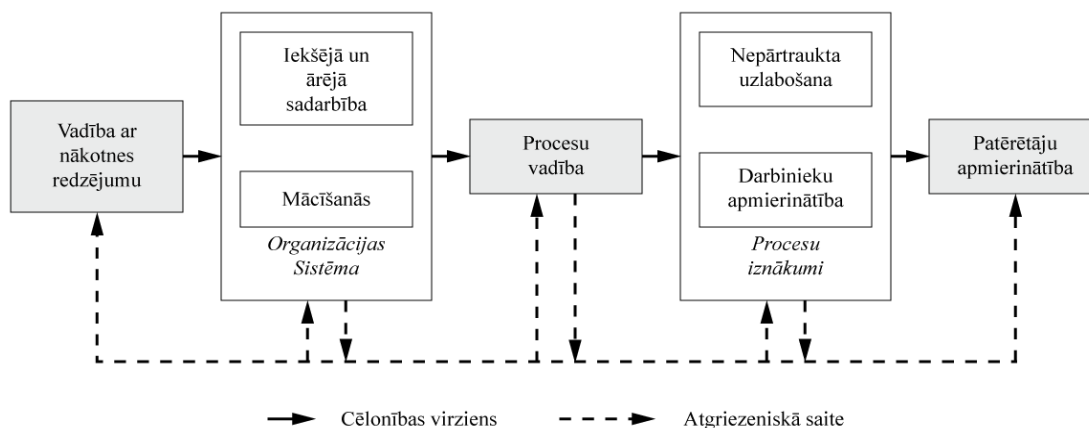 Vadība ar
nākotnes
redzējumu
Iekšējā un
ārējā
sadarbība
Mācīšanās
Organizācijas
Sistēma
Procesu
vadība
Nepārtraukta
uzlabošana
Darbinieku
apmierinātība
Procesu
iznākumi
Patērētāju
apmierinātība
Cēlonības virziens
Atgriezeniskā saite